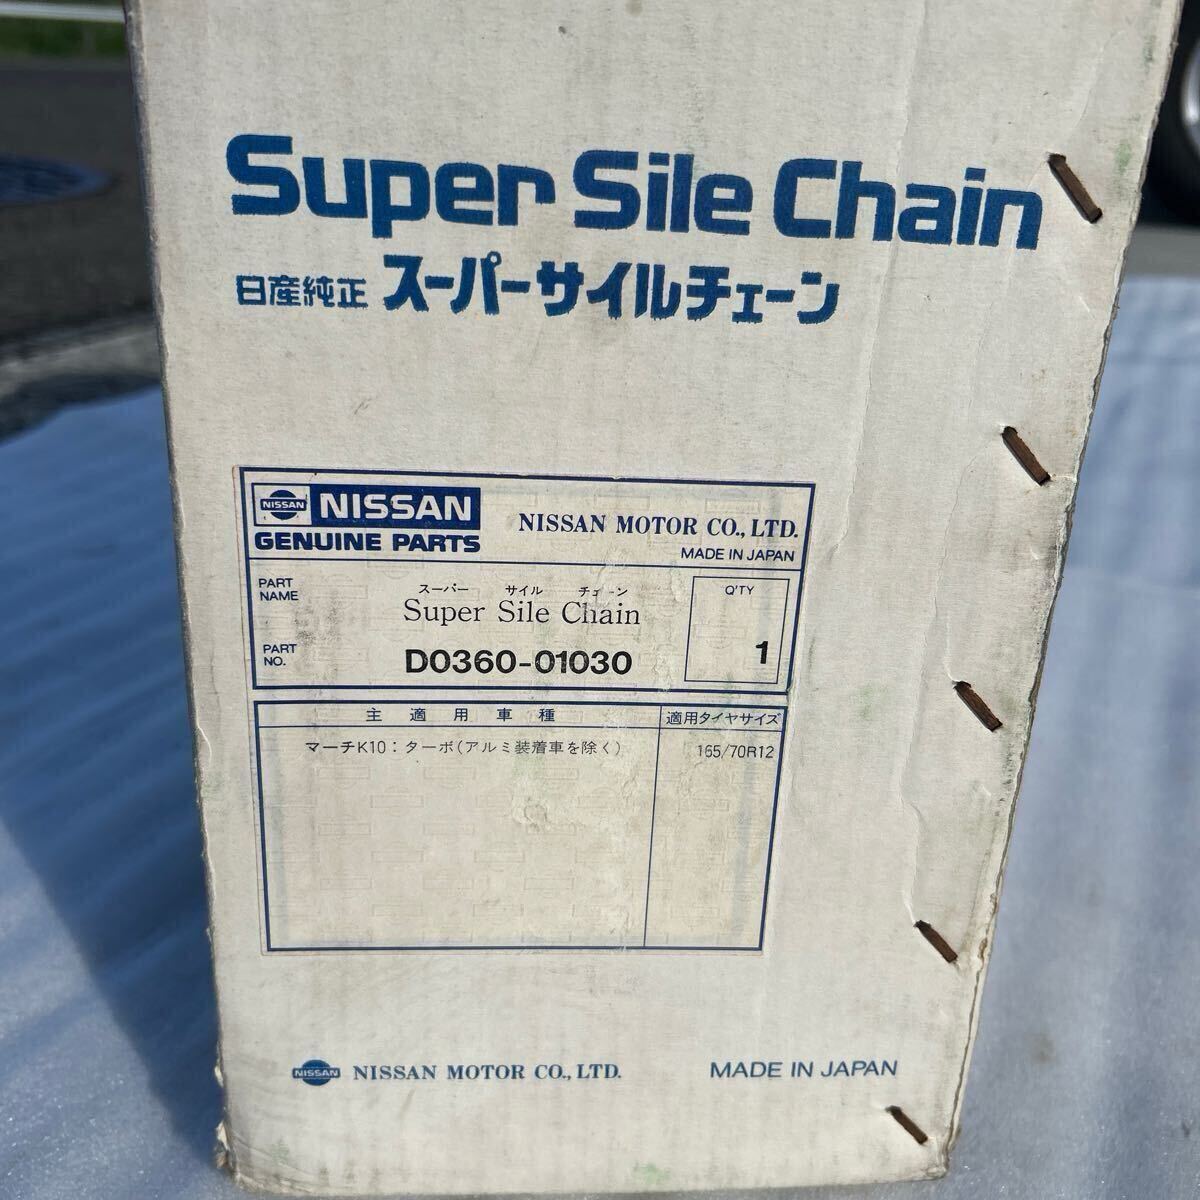 Super Sile Chain
日産純正 スーパーサイルチェーン
NISSAN NISSAN NISSAN MOTOR CO., LTD.
GENUINE PARTS MADE IN JAPAN
PART NAME スーパー サイル チェーン Q'TY
Super Sile Chain
PART NO. D0360-01030 1
主適用車種 適用タイヤサイズ
マーチK10：ターボ（アルミ装着車を除く） 165/70R12
NISSAN NISSAN MOTOR CO., LTD. MADE IN JAPAN